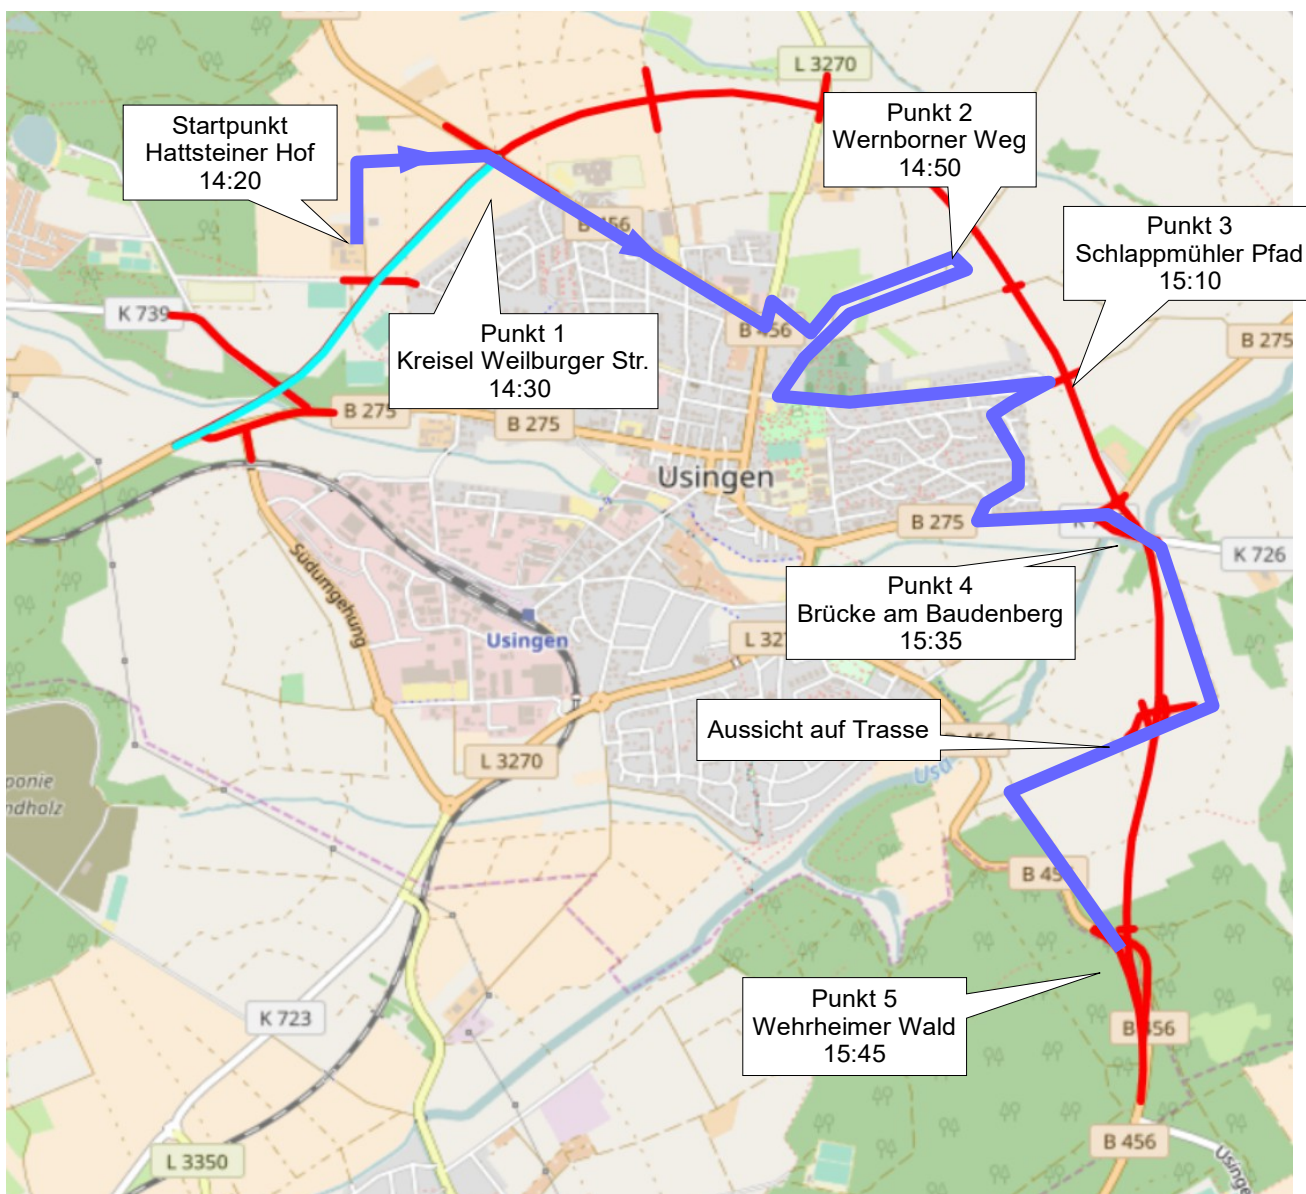 L 3270
Startpunkt
Hattsteiner Hof
14:20
Punkt 2
Wernborner Weg
14:50
Punkt 3
Schlappmühler Pfad
15:10
B 456
K 739
Punkt 1
Kreisel Weilburger Str.
14:30
B 456
B 275
B 275
B 275
Usingen
B 275
K 726
Südumgehung
Usingen
Punkt 4
Brücke am Baudenberg
15:35
Aussicht auf Trasse
L 3270
B 456
Punkt 5
Wehrheimer Wald
15:45
K 723
B 456
L 3350